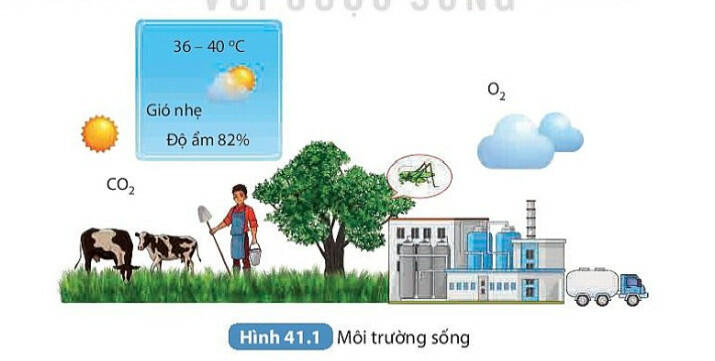 36 – 40 °C
Gió nhẹ
Độ ẩm 82%
O₂
CO₂
Hình 41.1 Môi trường sống